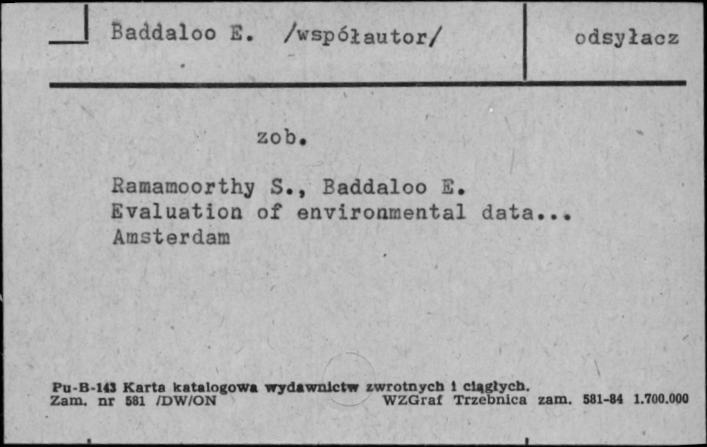 Baddaloo E. /współautor/ odsyłacz
zob.
Ramamoorthy S., Baddaloo E.
Evaluation of environmental data...
Amsterdam
Pu-B-143 Karta katalogowa wydawnictw zwrotnych i ciągłych.
Zam. nr 581 /DW/ON WZGraf Trzebnica zam. 581-84 1.700.000